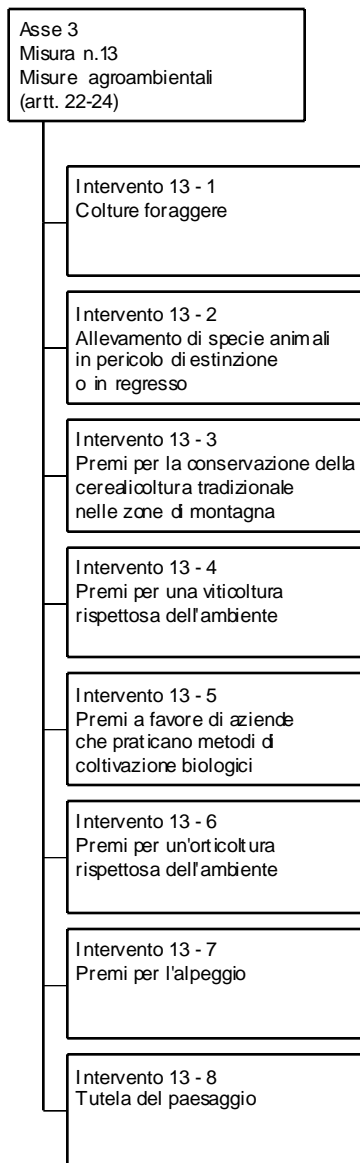 Asse 3
Misura n.13
Misure agroambientali
(artt. 22-24)
Intervento 13 - 1
Colture foraggere
Intervento 13 - 2
Allevamento di specie animali
in pericolo di estinzione
o in regresso
Intervento 13 - 3
Premi per la conservazione della
cerealicoltura tradizionale
nelle zone di montagna
Intervento 13 - 4
Premi per una viticoltura
rispettosa dell'ambiente
Intervento 13 - 5
Premi a favore di aziende
che praticano metodi di
coltivazione biologici
Intervento 13 - 6
Premi per un'orticoltura
rispettosa dell'ambiente
Intervento 13 - 7
Premi per l'alpeggio
Intervento 13 - 8
Tutela del paesaggio